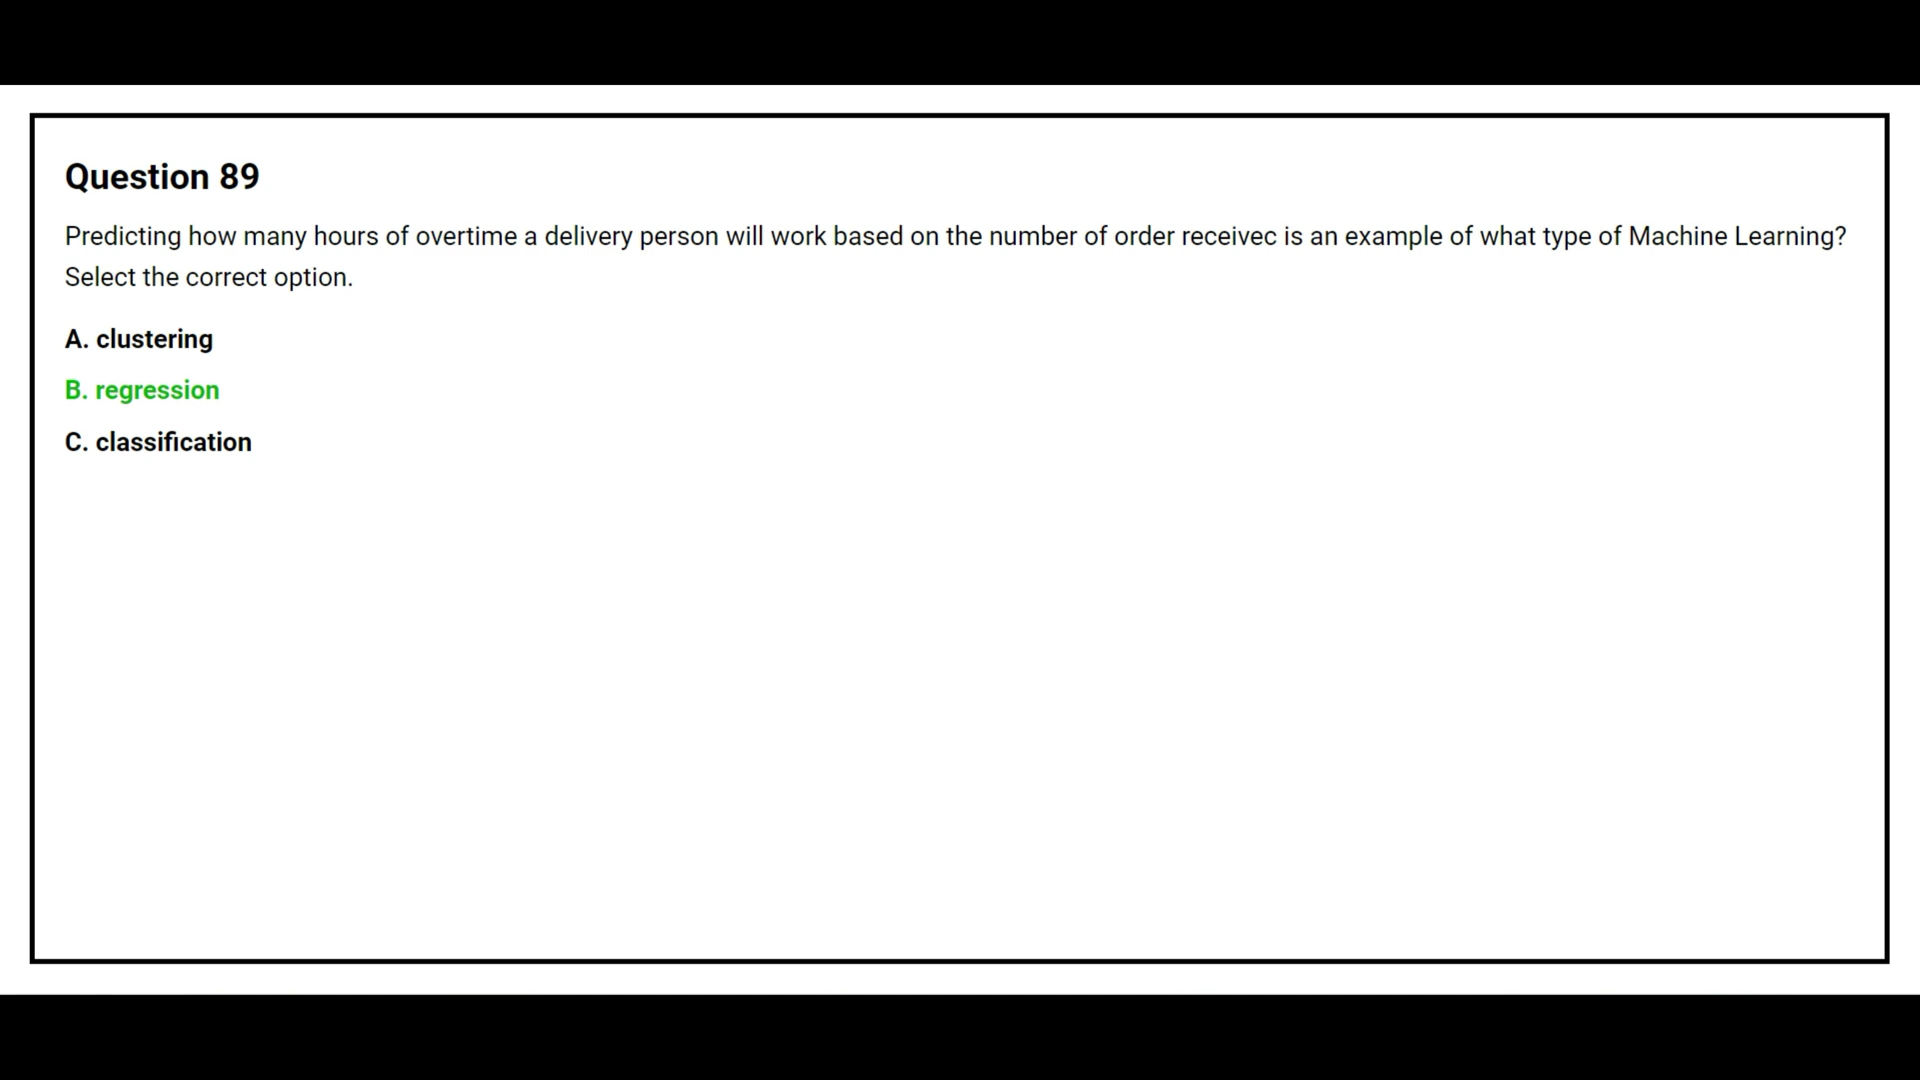 Question 89
Predicting how many hours of overtime a delivery person will work based on the number of order receivec is an example of what type of Machine Learning?
Select the correct option.
A. clustering
B. regression
C. classification